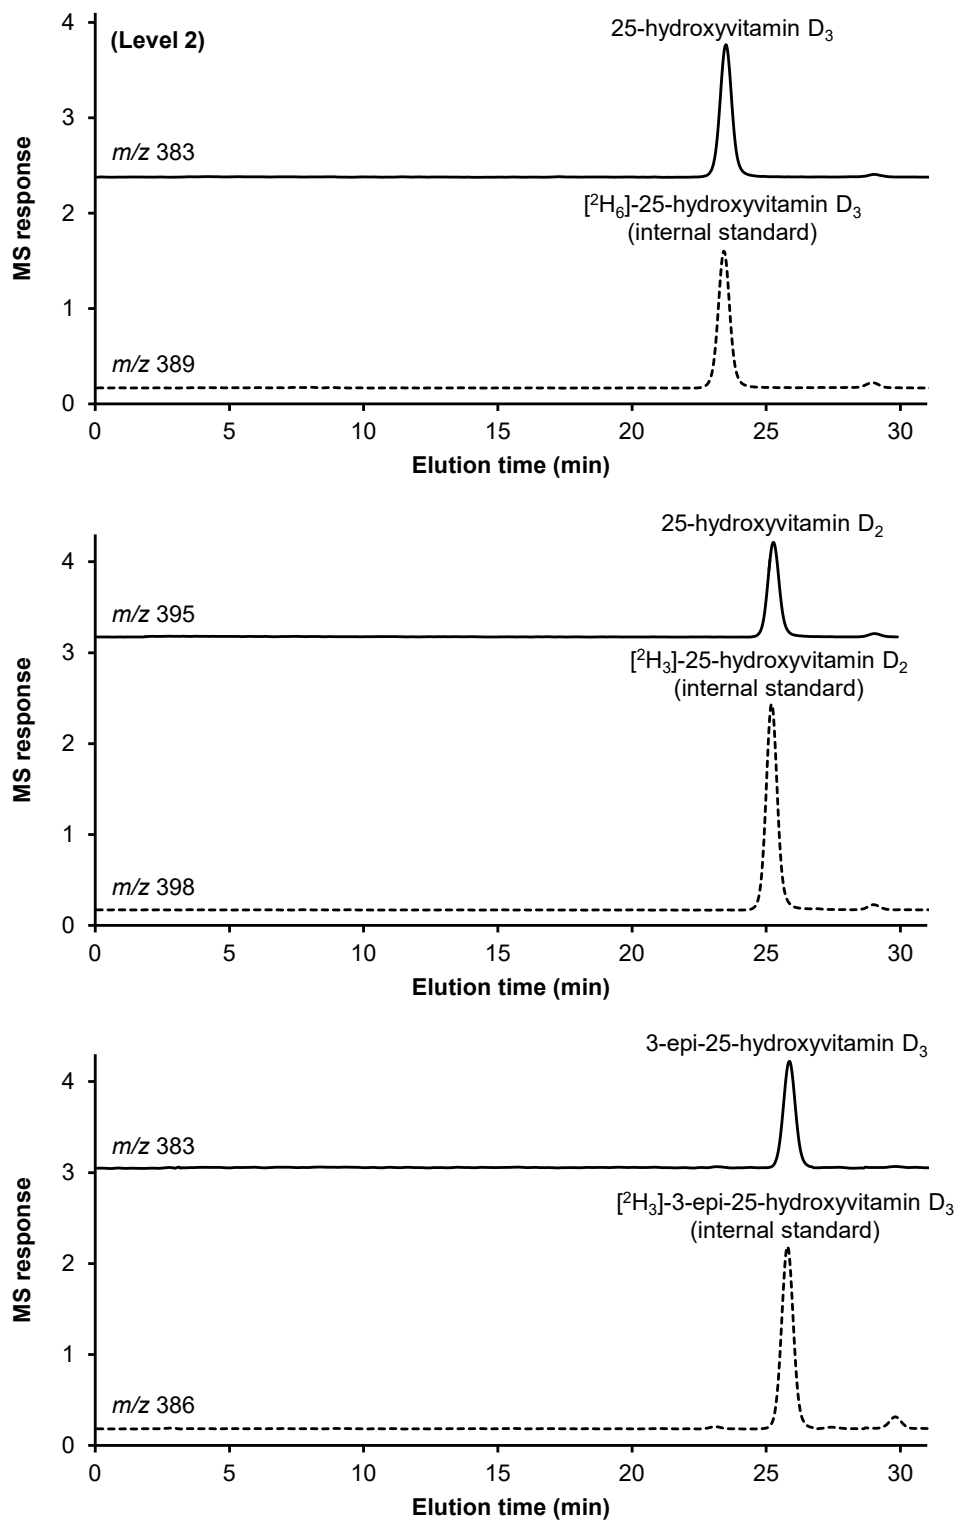 (Level 2)
25-hydroxyvitamin D₃
4
3
2
1
0
MS response
m/z 383
[²H₆]-25-hydroxyvitamin D₃
(internal standard)
m/z 389
0 5 10 15 20 25 30
Elution time (min)
25-hydroxyvitamin D₂
4
3
2
1
0
MS response
m/z 395
[²H₃]-25-hydroxyvitamin D₂
(internal standard)
m/z 398
0 5 10 15 20 25 30
Elution time (min)
3-epi-25-hydroxyvitamin D₃
4
3
2
1
0
MS response
m/z 383
[²H₃]-3-epi-25-hydroxyvitamin D₃
(internal standard)
m/z 386
0 5 10 15 20 25 30
Elution time (min)